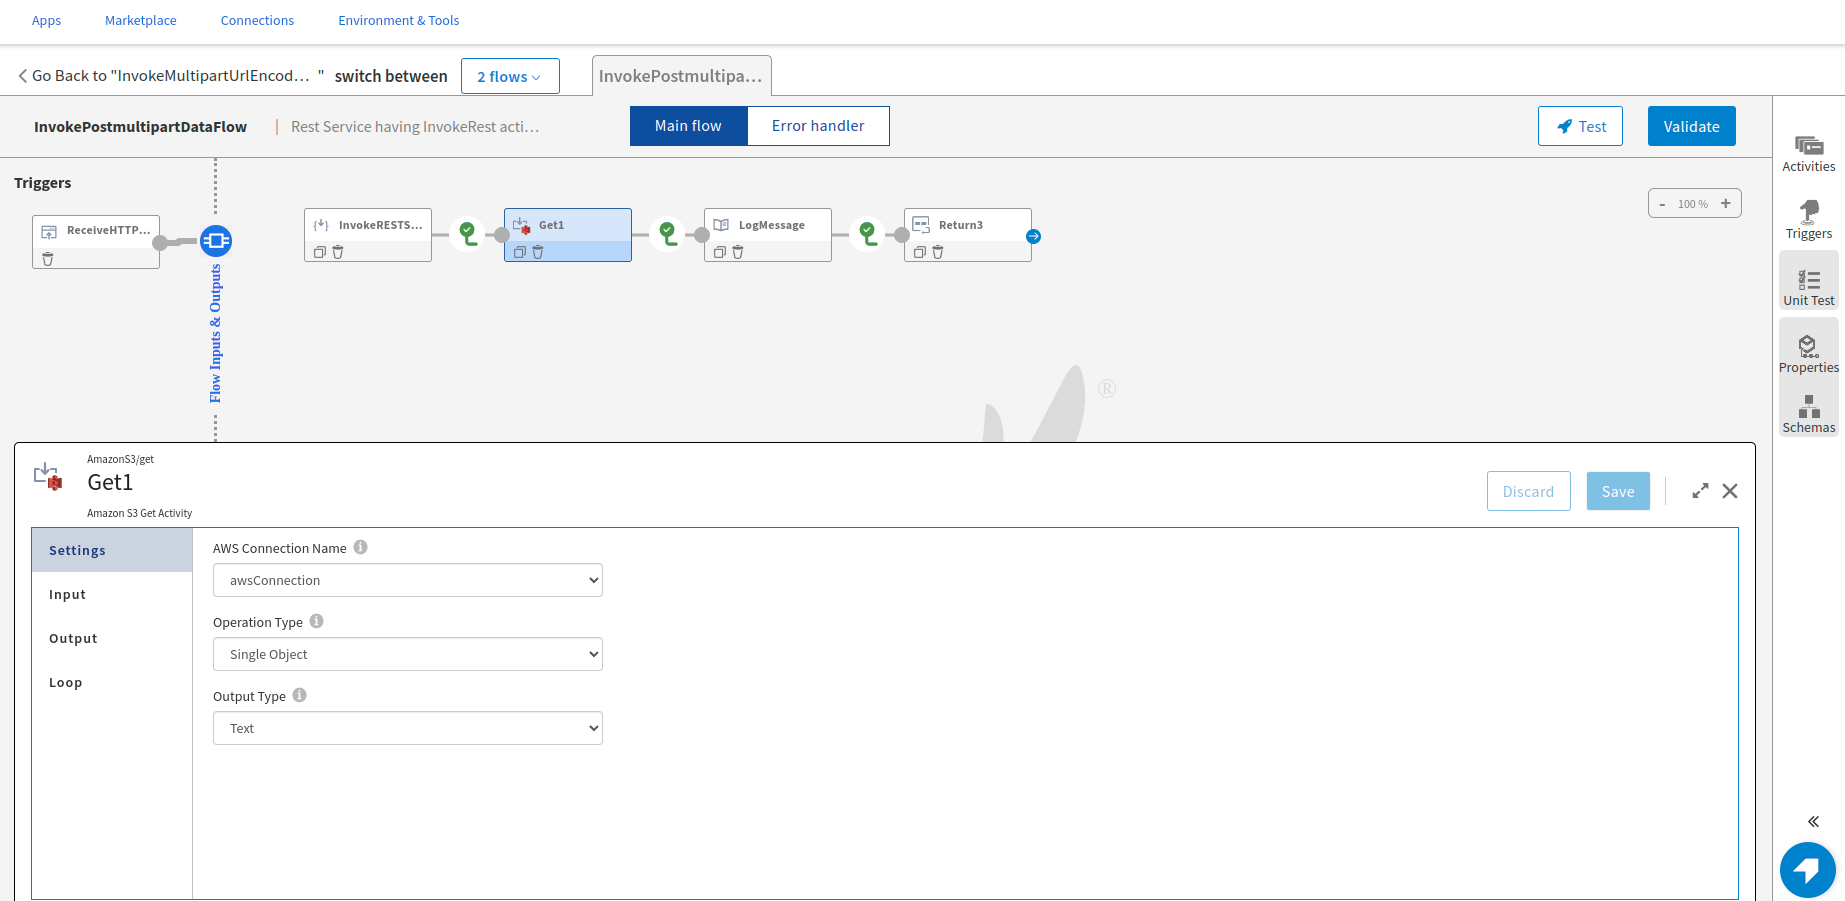 Apps Marketplace Connections Environment & Tools
Go Back to "InvokeMultipartUrlEncod... " switch between 2 flows InvokePostmultipa...
InvokePostmultipartDataFlow | Rest Service having InvokeRest acti... Main flow Error handler Test Validate
Triggers
ReceiveHTTP...
Flow Inputs & Outputs
InvokeRESTS...
Get1
LogMessage
Return3
- 100 % +
®
Activities
Triggers
Unit Test
Properties
Schemas
AmazonS3/get
Get1
Amazon S3 Get Activity
Discard Save
Settings
Input
Output
Loop
AWS Connection Name
awsConnection
Operation Type
Single Object
Output Type
Text